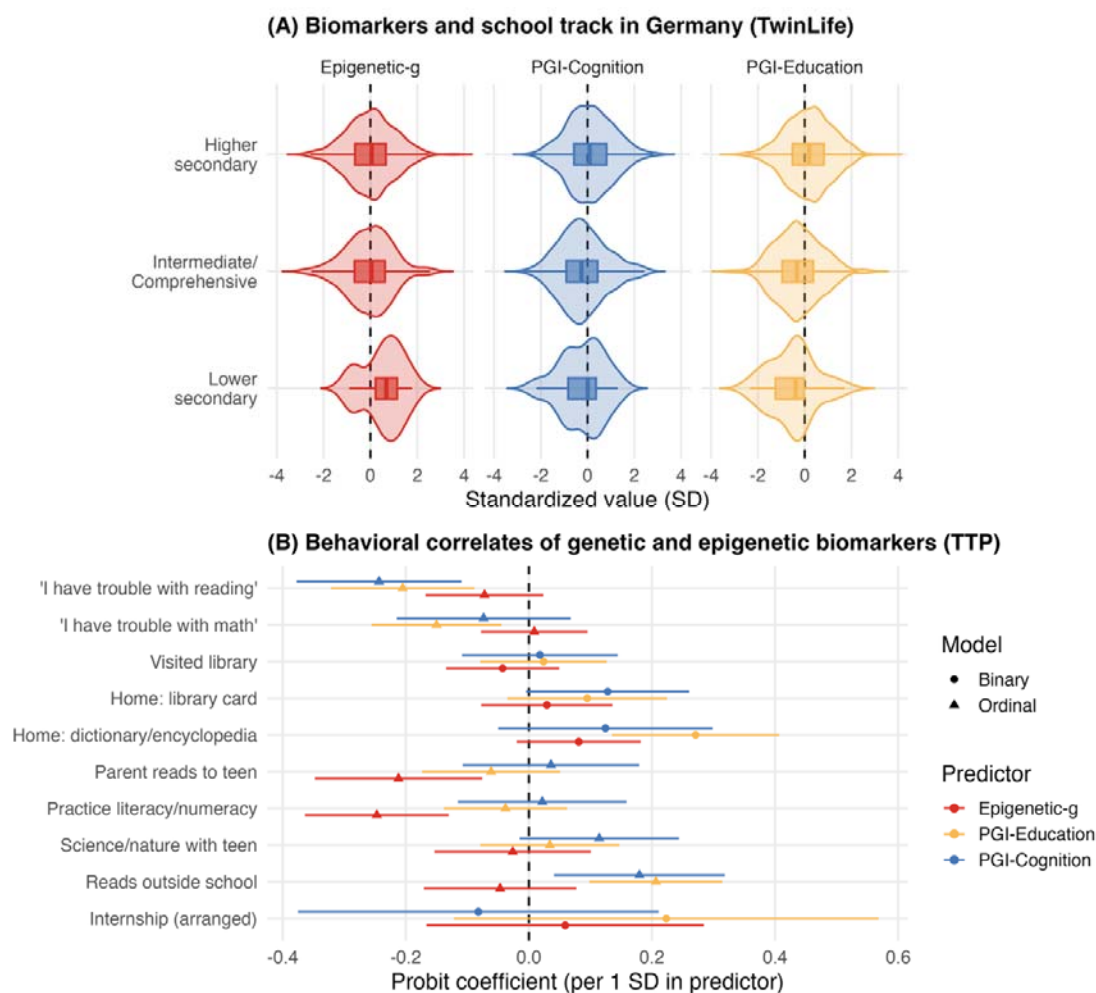 (A) Biomarkers and school track in Germany (TwinLife)
Epigenetic-g PGI-Cognition PGI-Education
Higher
secondary
Intermediate/
Comprehensive
Lower
secondary
-4 -2 0 2 4 -4 -2 0 2 4 -4 -2 0 2 4
Standardized value (SD)
(B) Behavioral correlates of genetic and epigenetic biomarkers (TTP)
'I have trouble with reading'
'I have trouble with math'
Visited library
Home: library card
Home: dictionary/encyclopedia
Parent reads to teen
Practice literacy/numeracy
Science/nature with teen
Reads outside school
Internship (arranged)
-0.4 -0.2 0.0 0.2 0.4 0.6
Probit coefficient (per 1 SD in predictor)
Model
Binary
Ordinal
Predictor
Epigenetic-g
PGI-Education
PGI-Cognition